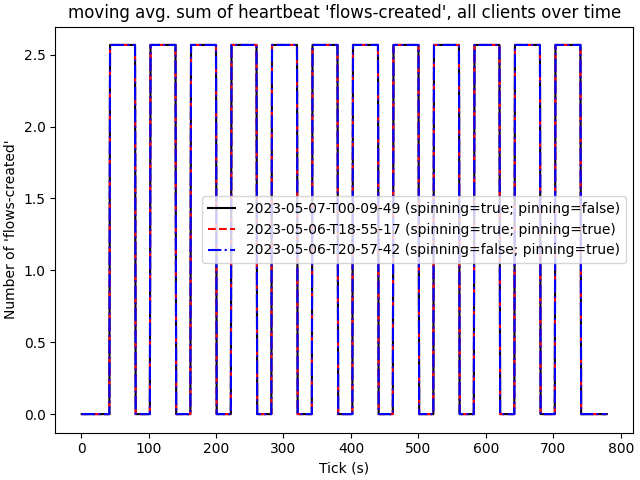 moving avg. sum of heartbeat 'flows-created', all clients over time
Number of 'flows-created'
2.5
2.0
1.5
1.0
0.5
0.0
2023-05-07-T00-09-49 (spinning=true; pinning=false)
2023-05-06-T18-55-17 (spinning=true; pinning=true)
2023-05-06-T20-57-42 (spinning=false; pinning=true)
0 100 200 300 400 500 600 700 800
Tick (s)